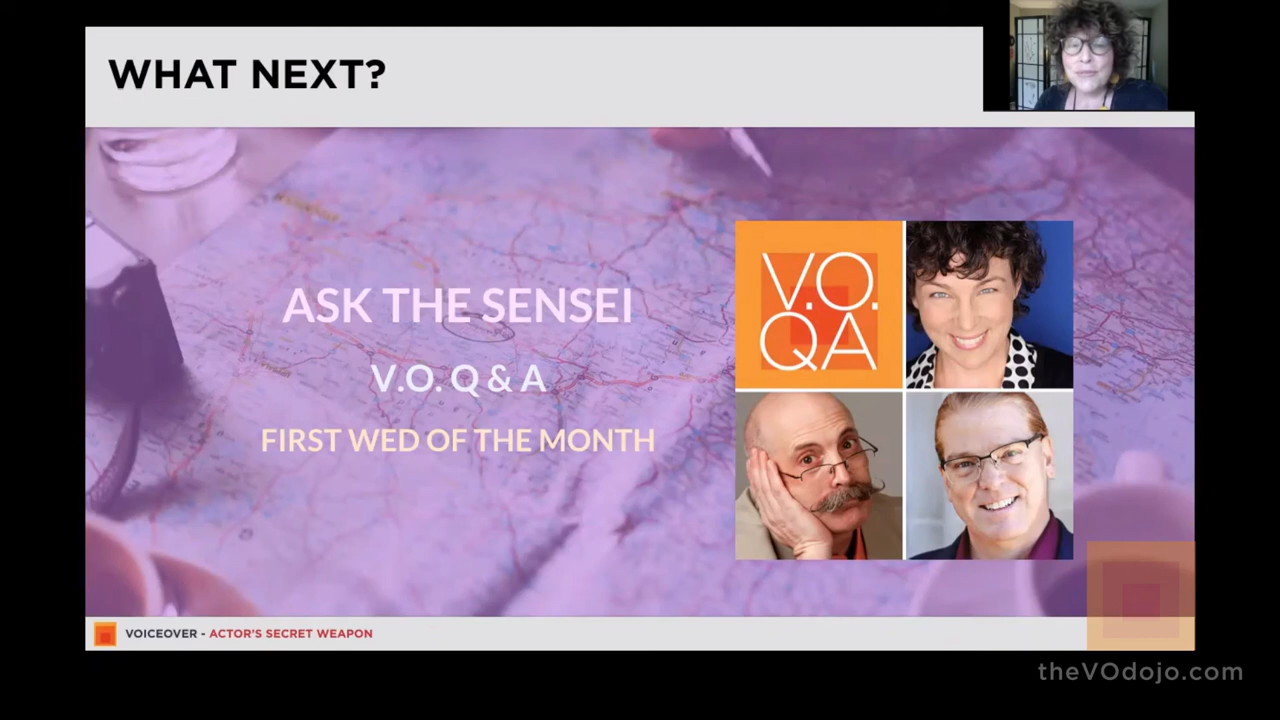 WHAT NEXT?
ASK THE SENSEI
V.O. Q & A
FIRST WED OF THE MONTH
V.O.
QA
VOICEOVER - ACTOR'S SECRET WEAPON
theVOdojo.com